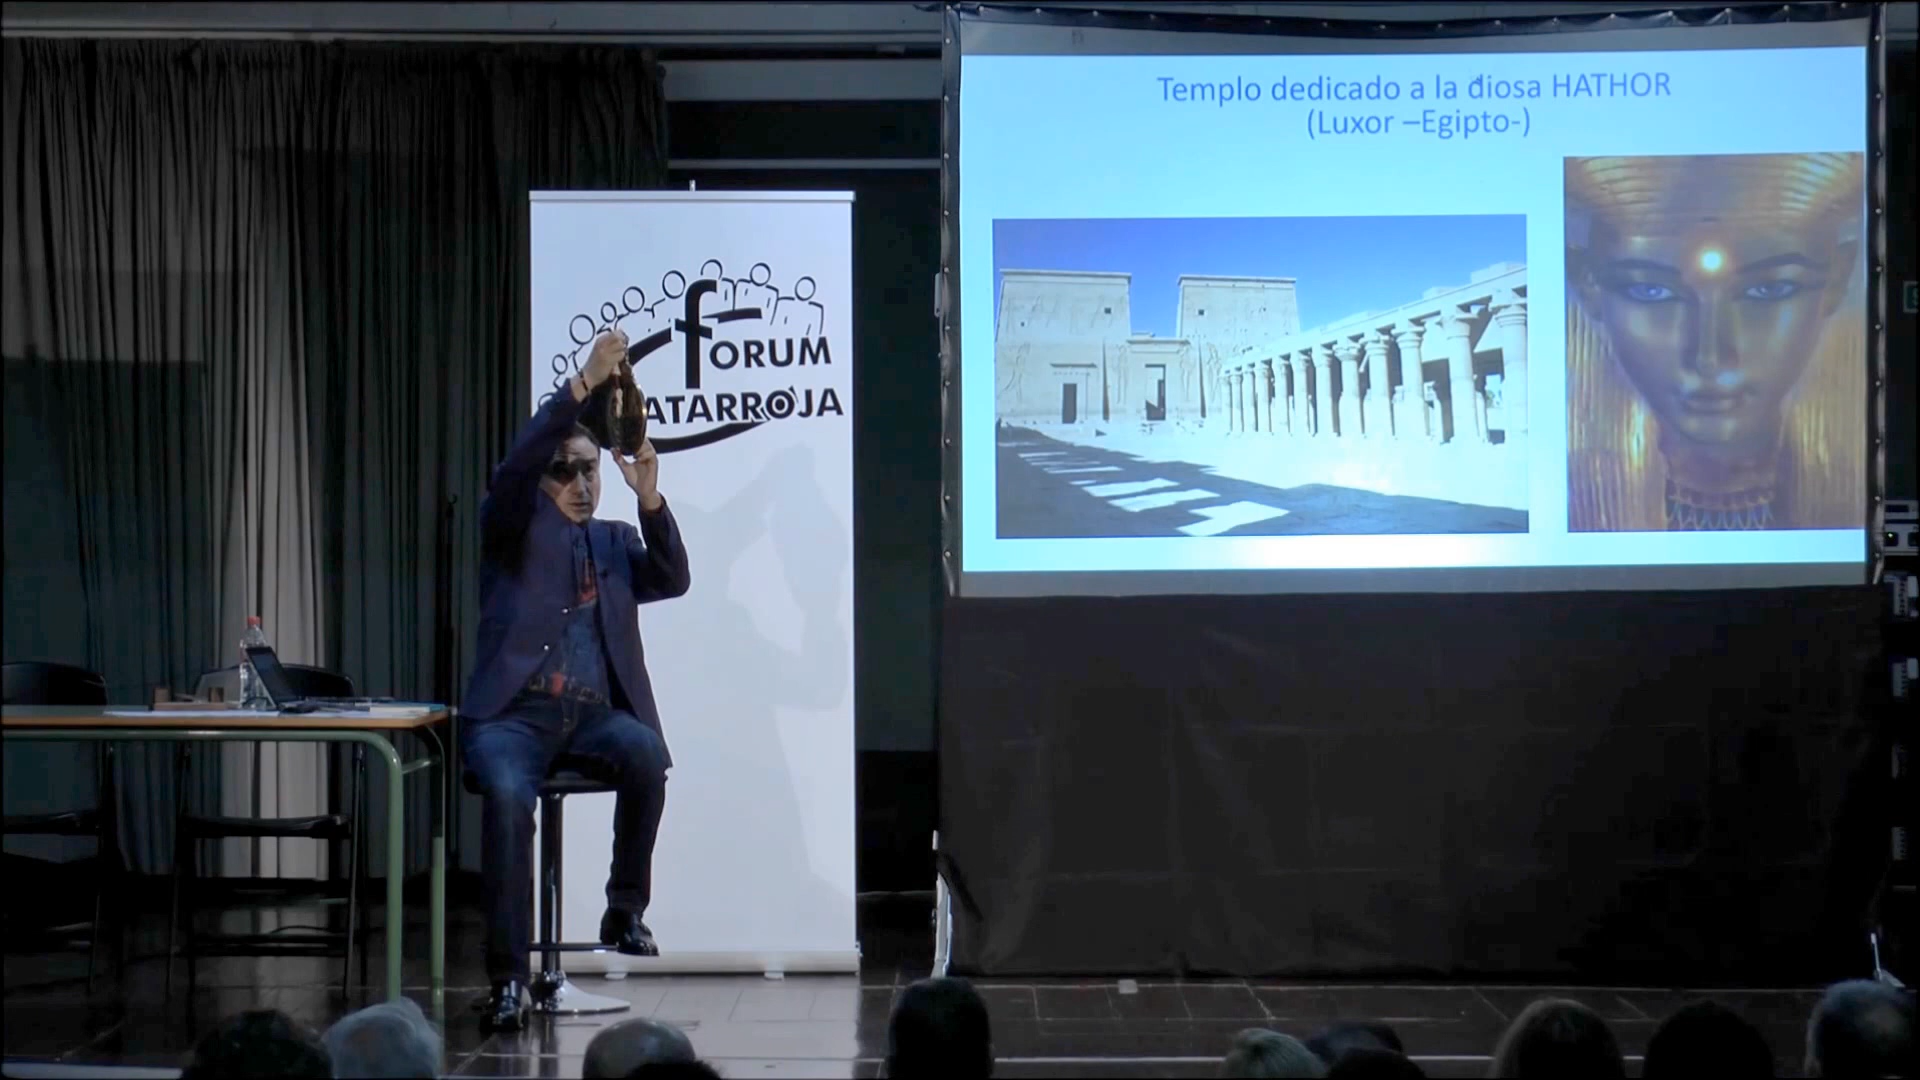 Templo dedicado a la diosa HATHOR
(Luxor –Egipto-)
fORUM
ATARROJA